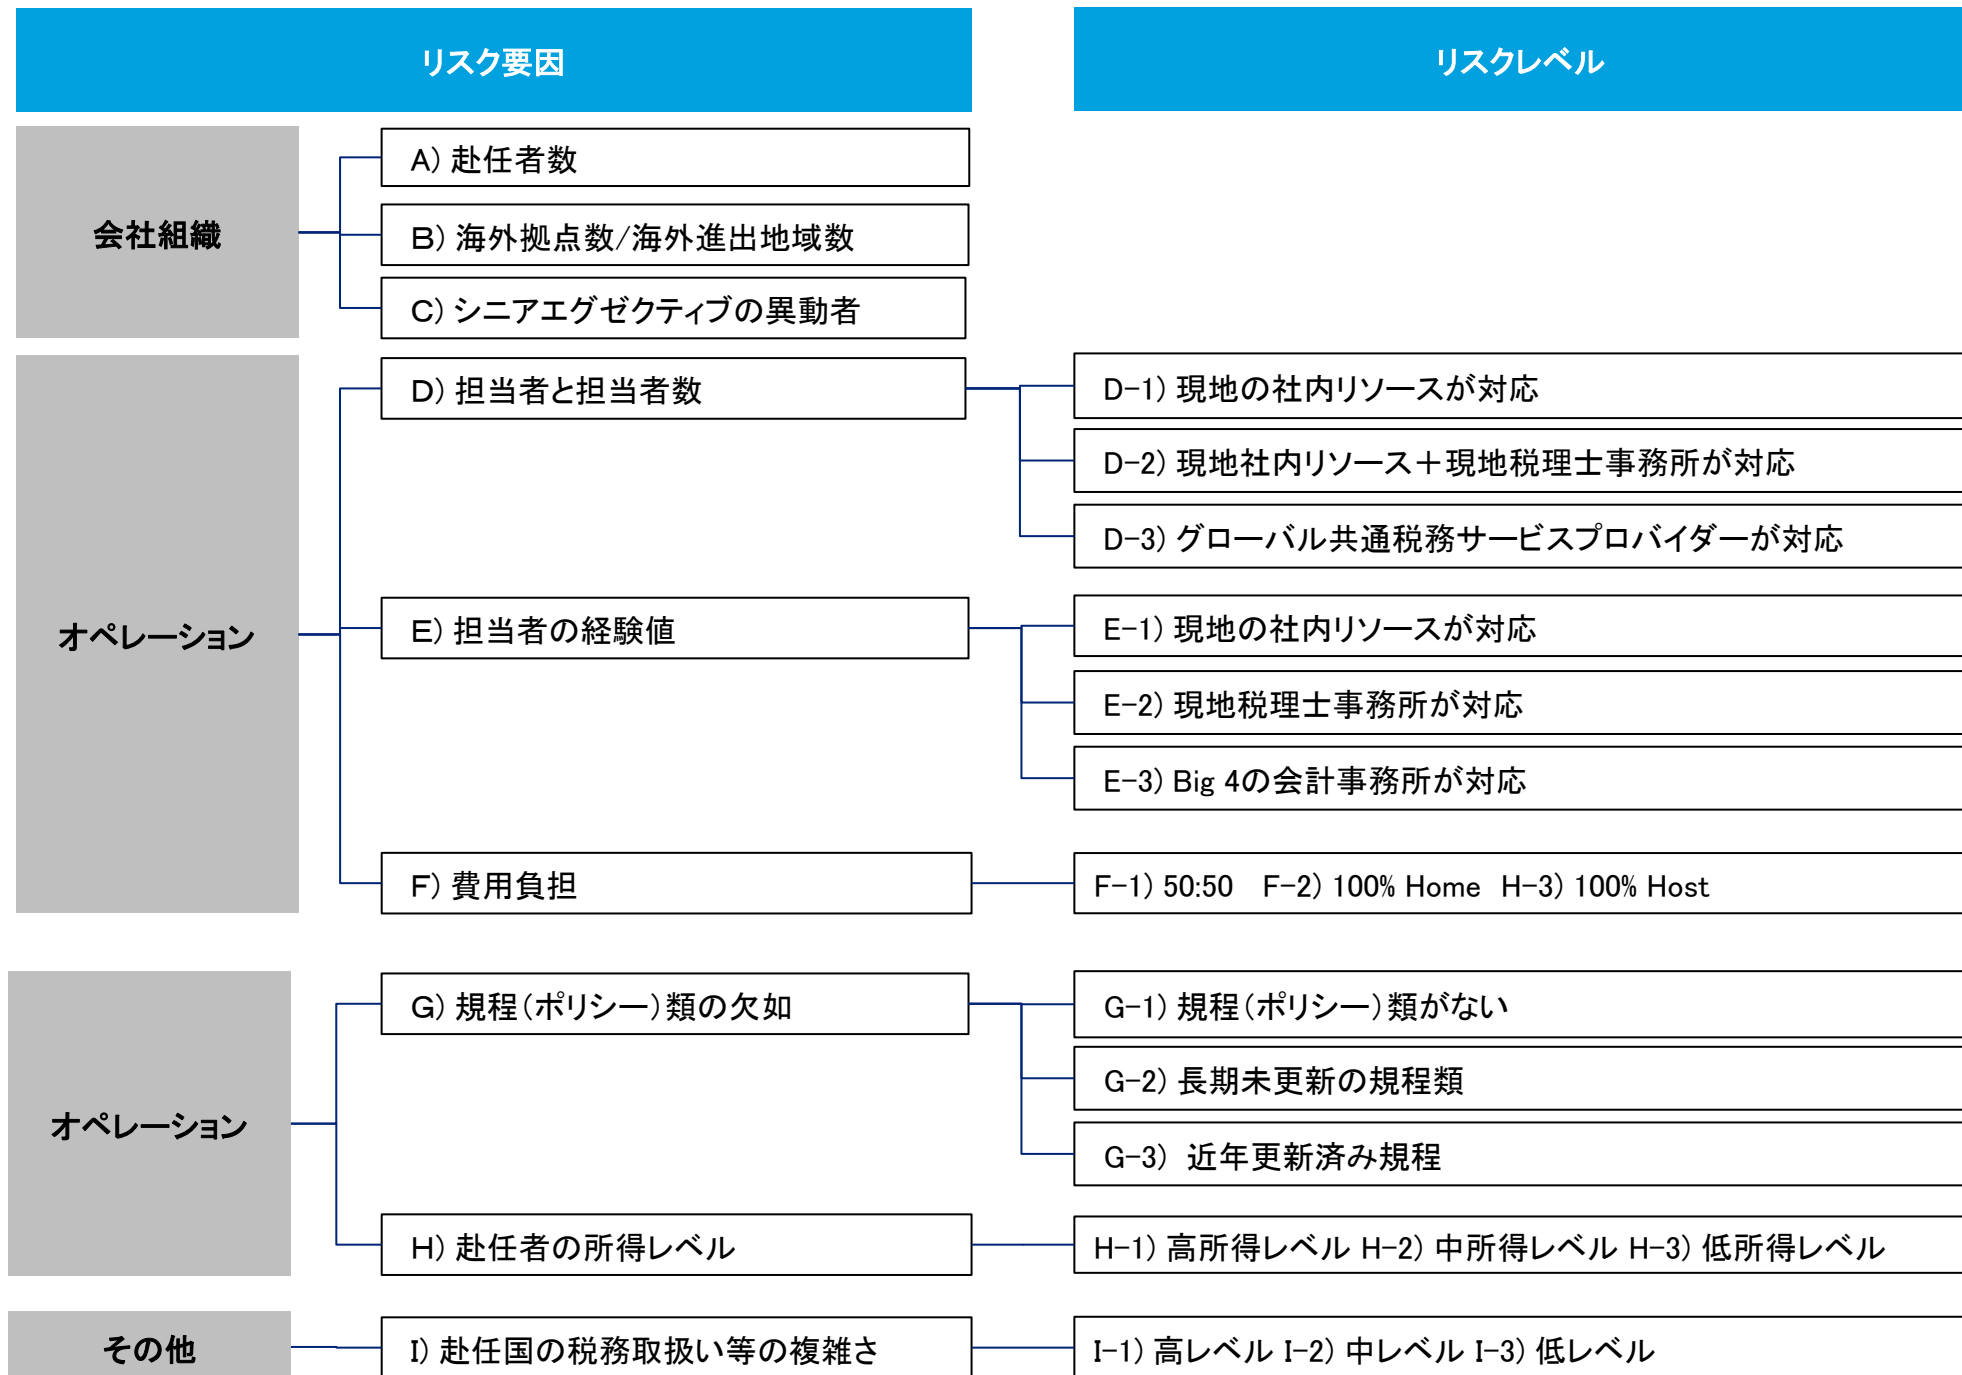 リスク要因
リスクレベル
会社組織
A) 赴任者数
B) 海外拠点数/海外進出地域数
C) シニアエグゼクティブの異動者
オペレーション
D) 担当者と担当者数
D-1) 現地の社内リソースが対応
D-2) 現地社内リソース＋現地税理士事務所が対応
D-3) グローバル共通税務サービスプロバイダーが対応
E) 担当者の経験値
E-1) 現地の社内リソースが対応
E-2) 現地税理士事務所が対応
E-3) Big 4の会計事務所が対応
F) 費用負担
F-1) 50:50 F-2) 100% Home H-3) 100% Host
オペレーション
G) 規程（ポリシー）類の欠如
G-1) 規程（ポリシー）類がない
G-2) 長期未更新の規程類
G-3) 近年更新済み規程
H) 赴任者の所得レベル
H-1) 高所得レベル H-2) 中所得レベル H-3) 低所得レベル
その他
I) 赴任国の税務取扱い等の複雑さ
I-1) 高レベル I-2) 中レベル I-3) 低レベル